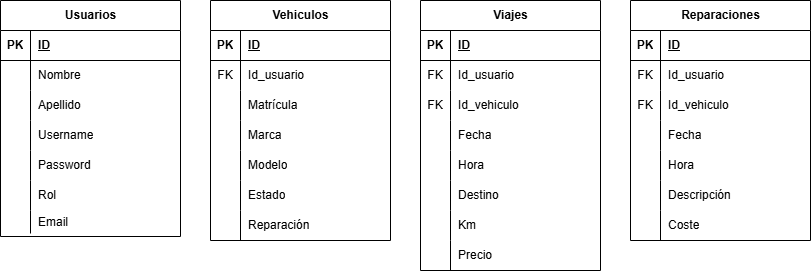 Usuarios
PK ID
Nombre
Apellido
Username
Password
Rol
Email
Vehiculos
PK ID
FK Id_usuario
Matrícula
Marca
Modelo
Estado
Reparación
Viajes
PK ID
FK Id_usuario
FK Id_vehiculo
Fecha
Hora
Destino
Km
Precio
Reparaciones
PK ID
FK Id_usuario
FK Id_vehiculo
Fecha
Hora
Descripción
Coste